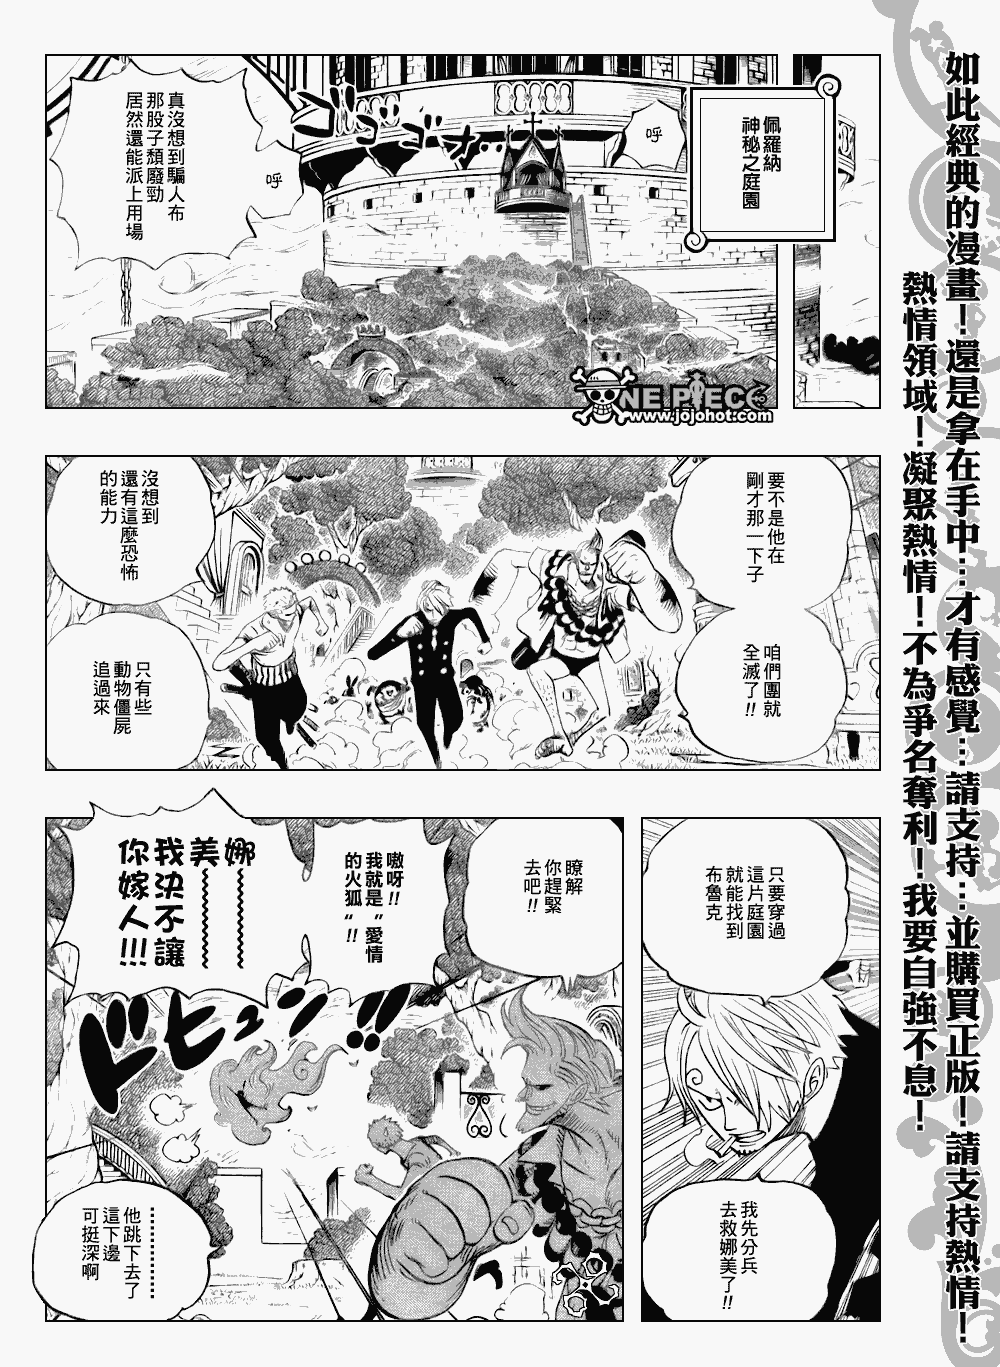 如此經典的漫畫！還是拿在手中…才有感覺…請支持…並購買正版！請支持熱情！
熱情領域！凝聚熱情！不為爭名奪利！我要自強不息！
佩羅納
神秘之庭園
呼
ゴゴゴゴオ…
真沒想到騙人布
那股子頹廢勁
居然還能派上用場
呼
ONE PIECE
www.jojohot.com
要不是他在
剛才那一下子
咱們團就
全滅了!!
沒想到
還有這麼恐怖
的能力
只有些
動物僵屍
追過來
只要穿過
這片庭園
就能找到
布魯克
我先分兵
去救娜美了!!
瞭解
你趕緊
去吧!!
嗷呀!!
我就是"愛情
的火狐"!!
娜
美
我決不讓
你嫁人!!!
ドヒュン!!
…………
他跳下去了
這下邊
可挺深啊